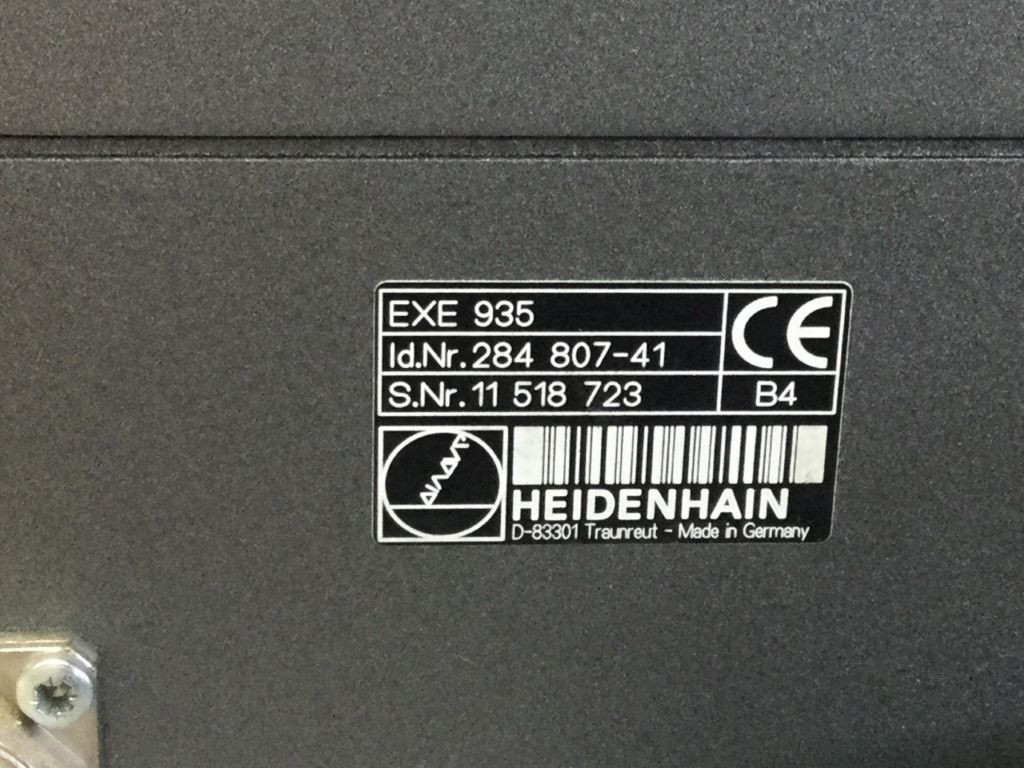 EXE 935
Id.Nr. 284 807-41
S.Nr. 11 518 723
CE
B4
HEIDENHAIN
D-83301 Traunreut - Made in Germany